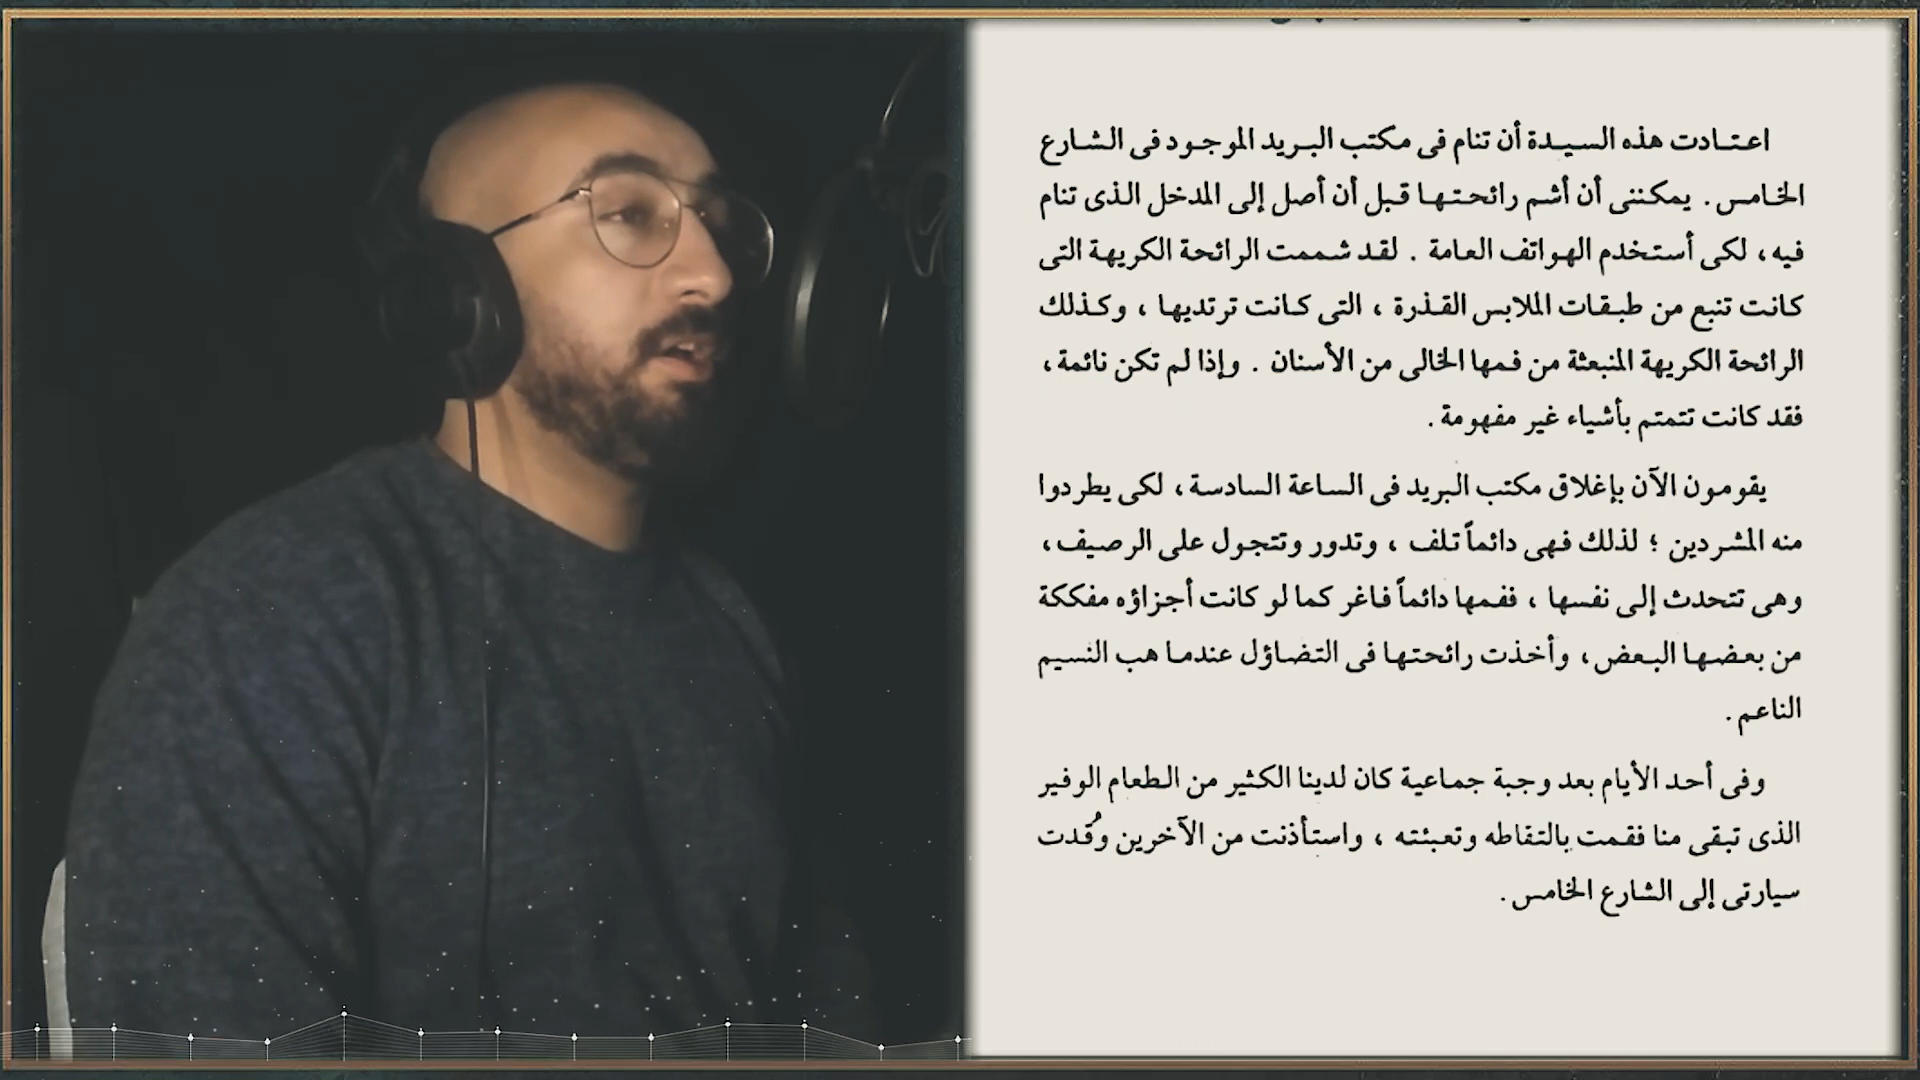 اعتادت هذه السيدة أن تنام فى مكتب البريد الموجود فى الشارع
الخامس. يمكننى أن أشم رائحتها قبل أن أصل إلى المدخل الذى تنام
فيه، لكى أستخدم الهواتف العامة. لقد شممت الرائحة الكريهة التى
كانت تنبع من طبقات الملابس القذرة، التى كانت ترتديها، وكذلك
الرائحة الكريهة المنبعثة من فمها الخالى من الأسنان. وإذا لم تكن نائمة،
فقد كانت تتمتم بأشياء غير مفهومة.
يقومون الآن بإغلاق مكتب البريد فى الساعة السادسة، لكى يطردوا
منه المشردين؛ لذلك فهى دائماً تلف، وتدور وتتجول على الرصيف،
وهى تتحدث إلى نفسها، ففمها دائماً فاغر كما لو كانت أجزاؤه مفككة
من بعضها البعض، وأخذت رائحتها فى التضاؤل عندما هب النسيم
الناعم.
وفى أحد الأيام بعد وجبة جماعية كان لدينا الكثير من الطعام الوفير
الذى تبقى منا فقمت بالتقاطه وتعبئته، واستأذنت من الآخرين وقُدت
سيارتى إلى الشارع الخامس.